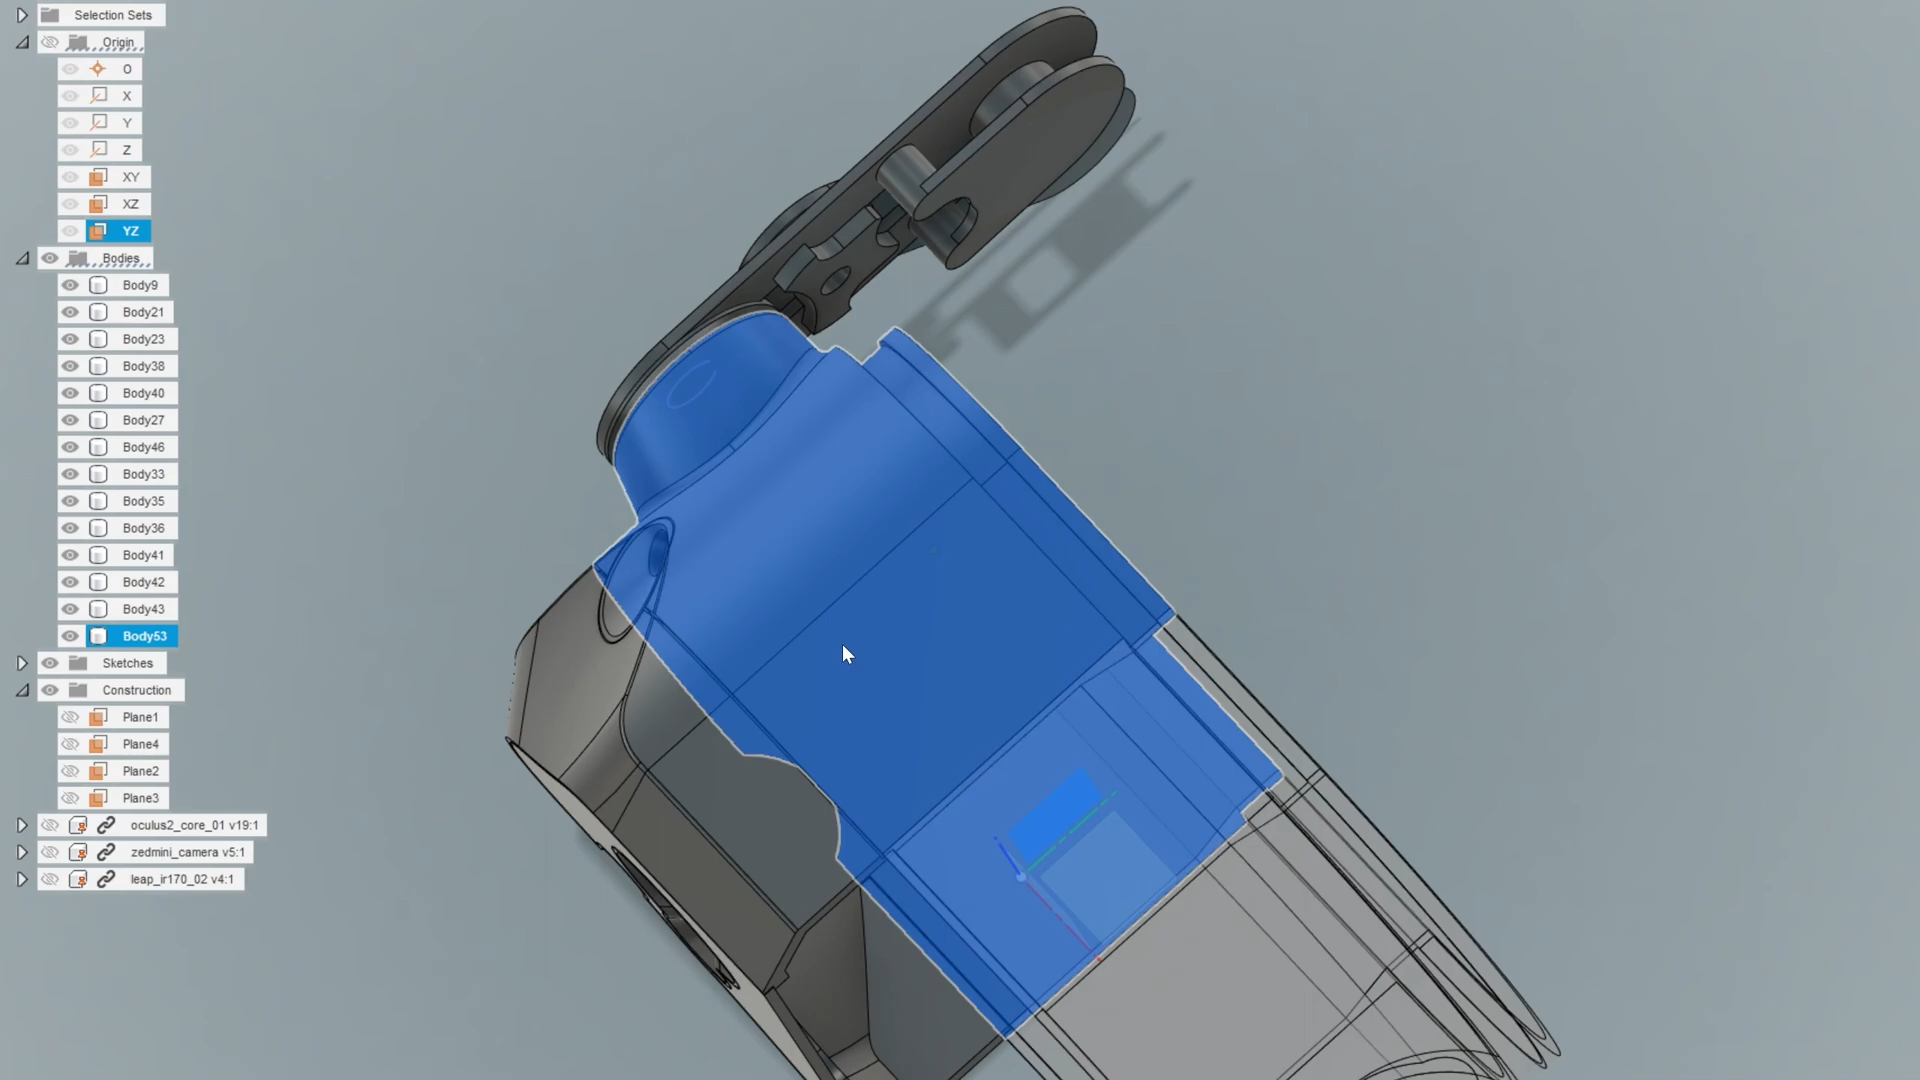 Selection Sets
Origin
O
X
Y
Z
XY
XZ
YZ
Bodies
Body9
Body21
Body23
Body38
Body40
Body27
Body46
Body33
Body35
Body36
Body41
Body42
Body43
Body53
Sketches
Construction
Plane1
Plane4
Plane2
Plane3
oculus2_core_01 v19:1
zedmini_camera v5:1
leap_ir170_02 v4:1